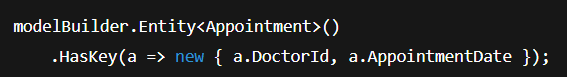 modelBuilder.Entity<Appointment>()
    .HasKey(a => new { a.DoctorId, a.AppointmentDate });